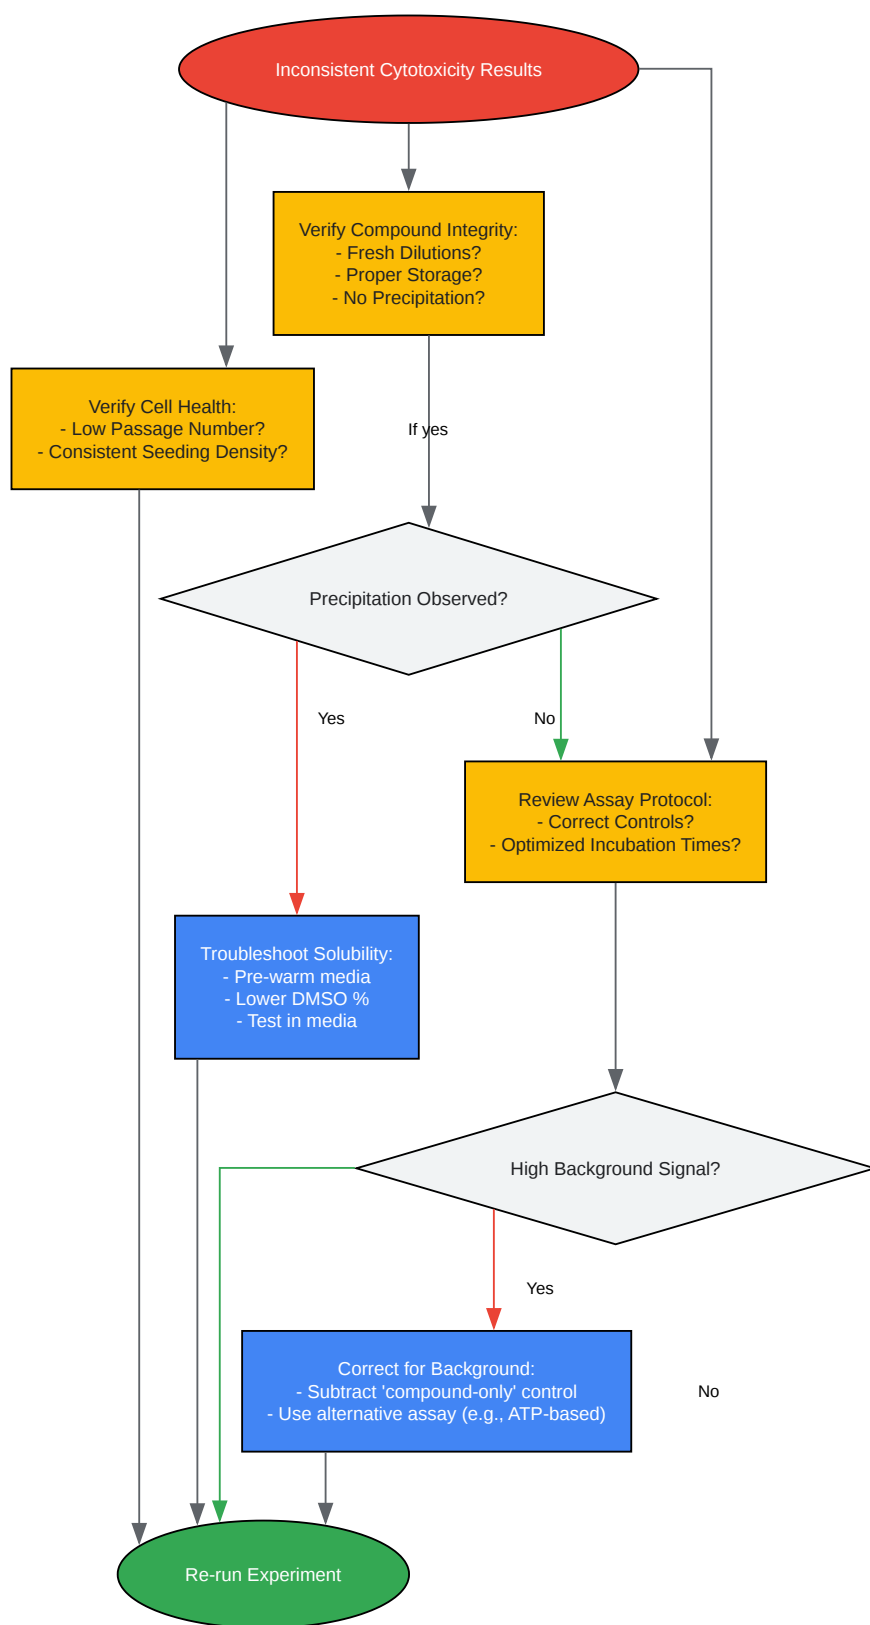 Inconsistent Cytotoxicity Results
Verify Compound Integrity:
- Fresh Dilutions?
- Proper Storage?
- No Precipitation?
Verify Cell Health:
- Low Passage Number?
- Consistent Seeding Density?
If yes
Precipitation Observed?
Yes
No
Review Assay Protocol:
- Correct Controls?
- Optimized Incubation Times?
Troubleshoot Solubility:
- Pre-warm media
- Lower DMSO %
- Test in media
High Background Signal?
Yes
Correct for Background:
- Subtract 'compound-only' control
- Use alternative assay (e.g., ATP-based)
No
Re-run Experiment